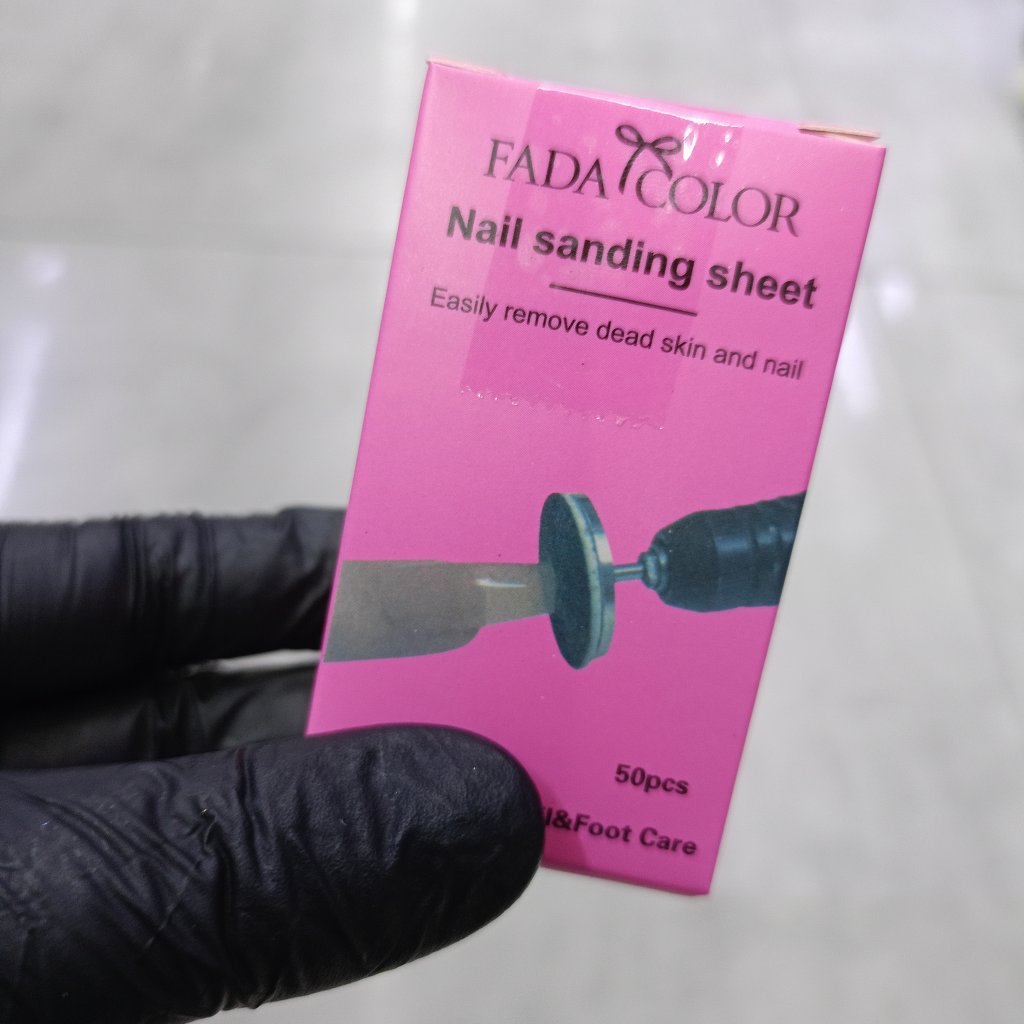 FADA COLOR
Nail sanding sheet
Easily remove dead skin and nail
50pcs
&Foot Care